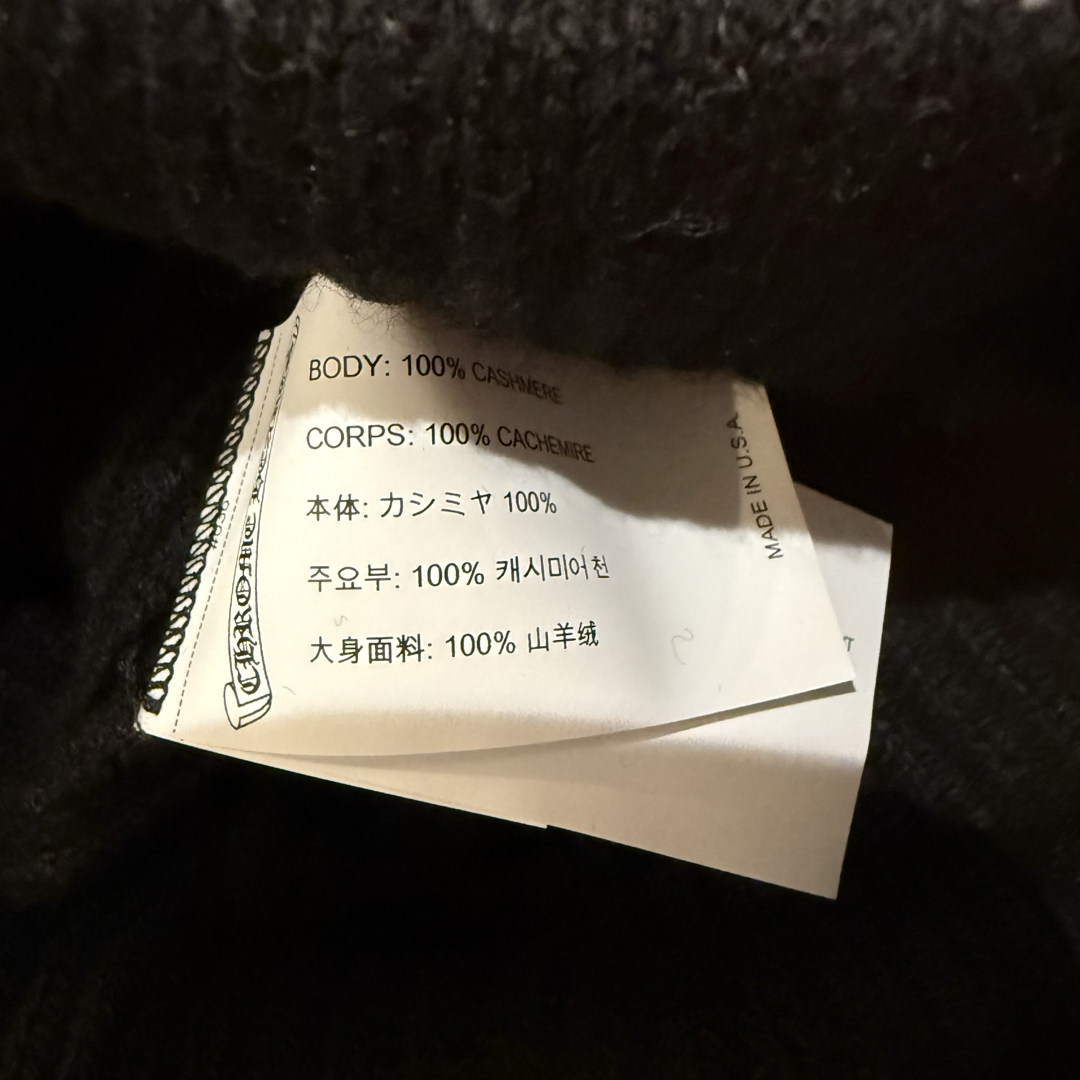 BODY: 100% CASHMERE
CORPS: 100% CACHEMIRE
本体: カシミヤ 100%
주요부: 100% 캐시미어천
大身面料: 100% 山羊绒
MADE IN U.S.A
CHROME